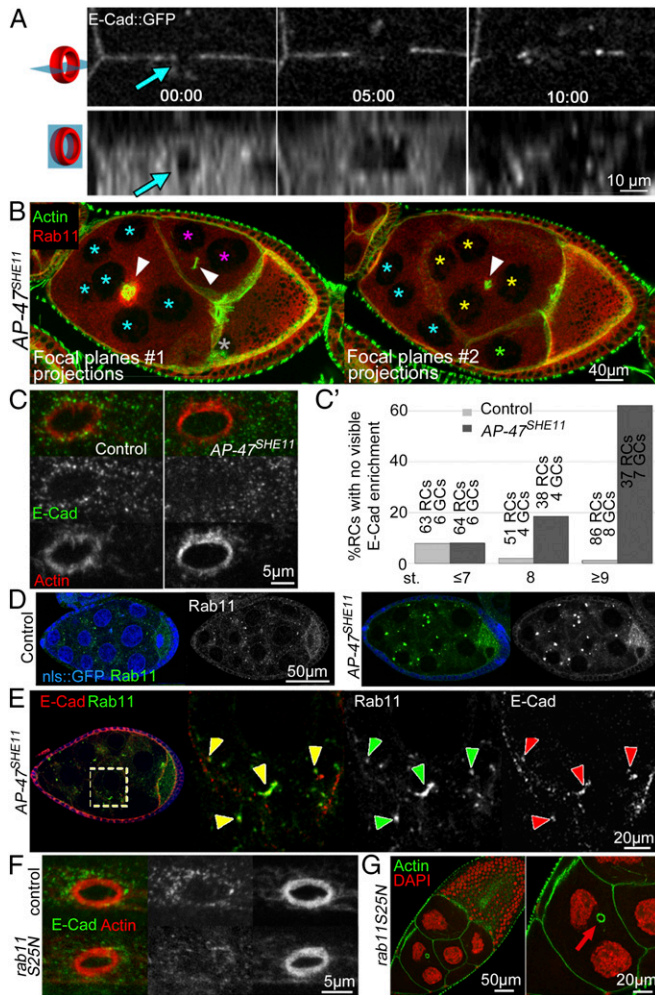 A
E-Cad::GFP
00:00
05:00
10:00
10 µm
B
Actin
Rab11
AP-47SHE11
Focal planes #1
projections
Focal planes #2
projections
40µm
C
Control
AP-47SHE11
E-Cad
Actin
5µm
C'
Control
AP-47SHE11
%RCs with no visible
E-Cad enrichment
60
40
20
0
63 RCs
6 GCs
64 RCs
6 GCs
51 RCs
4 GCs
38 RCs
4 GCs
86 RCs
8 GCs
37 RCs
7 GCs
st.
≤7
8
≥9
D
Control
nls::GFP Rab11
Rab11
50µm
AP-47SHE11
E
AP-47SHE11
E-Cad Rab11
Rab11
E-Cad
20µm
F
control
E-Cad Actin
rab11
S25N
5µm
G
rab11S25N
Actin
DAPI
50µm
20µm